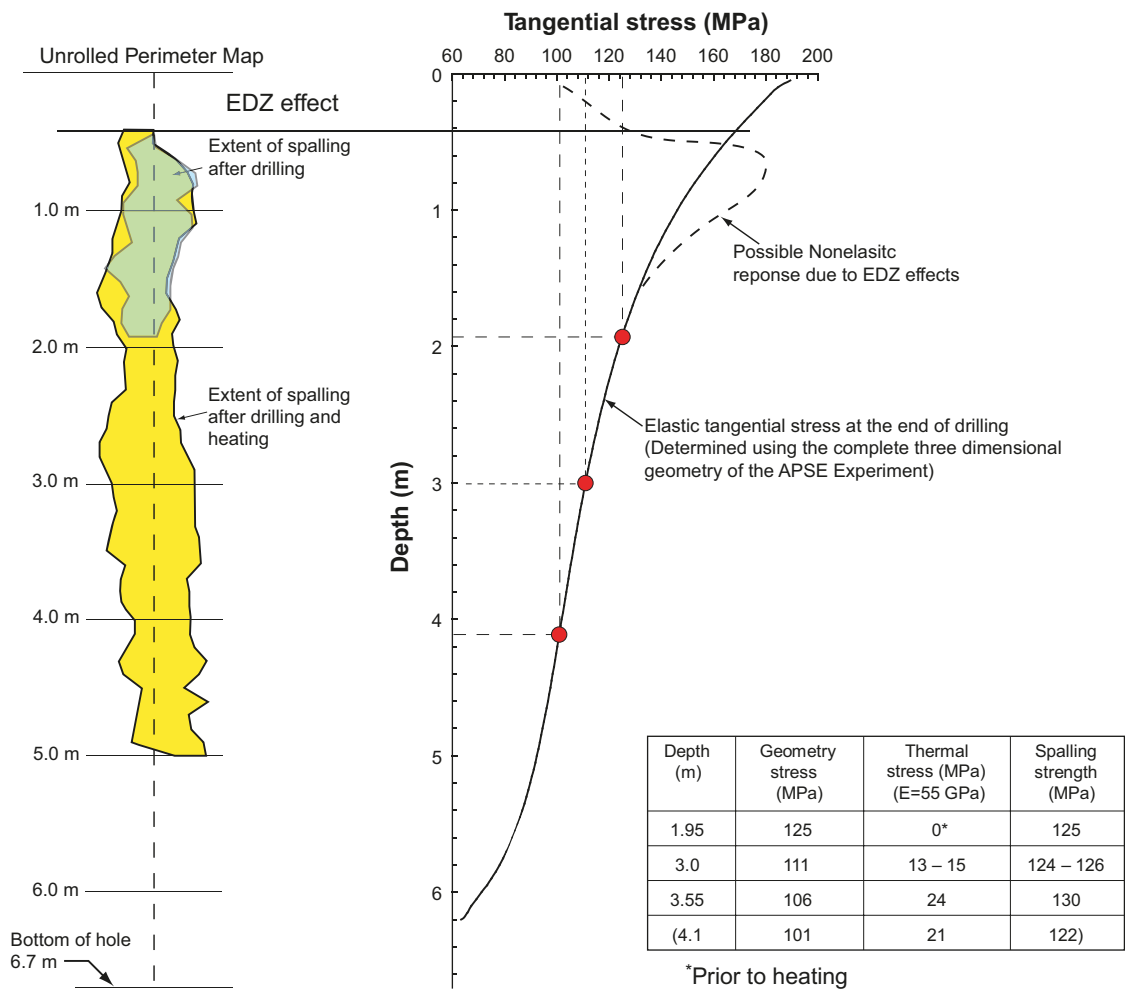 Tangential stress (MPa)
Unrolled Perimeter Map
60 80 100 120 140 160 180 200
0
EDZ effect
Extent of spalling
after drilling
1.0 m
1
Possible Nonelasitc
reponse due to EDZ effects
2.0 m
2
Extent of spalling
after drilling and
heating
Elastic tangential stress at the end of drilling
(Determined using the complete three dimensional
geometry of the APSE Experiment)
3.0 m
3
Depth (m)
4.0 m
4
5.0 m
5
6.0 m
6
Bottom of hole
6.7 m
Depth
(m)
Geometry
stress
(MPa)
Thermal
stress (MPa)
(E=55 GPa)
Spalling
strength
(MPa)
1.95 125 0* 125
3.0 111 13 – 15 124 – 126
3.55 106 24 130
(4.1 101 21 122)
*Prior to heating